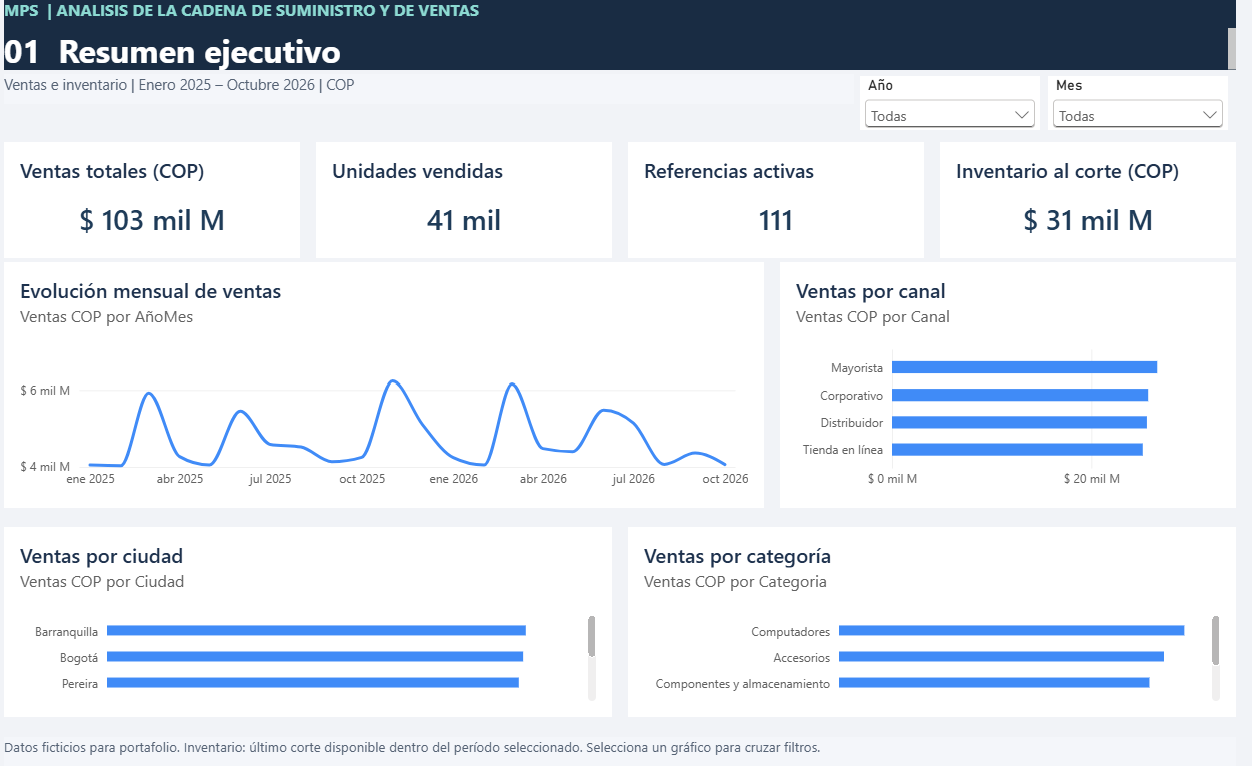 MPS | ANALISIS DE LA CADENA DE SUMINISTRO Y DE VENTAS
01 Resumen ejecutivo
Ventas e inventario | Enero 2025 – Octubre 2026 | COP
Año
Todas
Mes
Todas
Ventas totales (COP)
$ 103 mil M
Unidades vendidas
41 mil
Referencias activas
111
Inventario al corte (COP)
$ 31 mil M
Evolución mensual de ventas
Ventas COP por AñoMes
$ 6 mil M
$ 4 mil M
ene 2025 abr 2025 jul 2025 oct 2025 ene 2026 abr 2026 jul 2026 oct 2026
Ventas por canal
Ventas COP por Canal
Mayorista
Corporativo
Distribuidor
Tienda en línea
$ 0 mil M $ 20 mil M
Ventas por ciudad
Ventas COP por Ciudad
Barranquilla
Bogotá
Pereira
Ventas por categoría
Ventas COP por Categoria
Computadores
Accesorios
Componentes y almacenamiento
Datos ficticios para portafolio. Inventario: último corte disponible dentro del período seleccionado. Selecciona un gráfico para cruzar filtros.